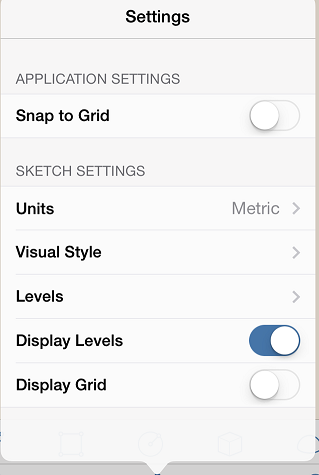 Settings
APPLICATION SETTINGS
Snap to Grid
SKETCH SETTINGS
Units Metric
Visual Style
Levels
Display Levels
Display Grid